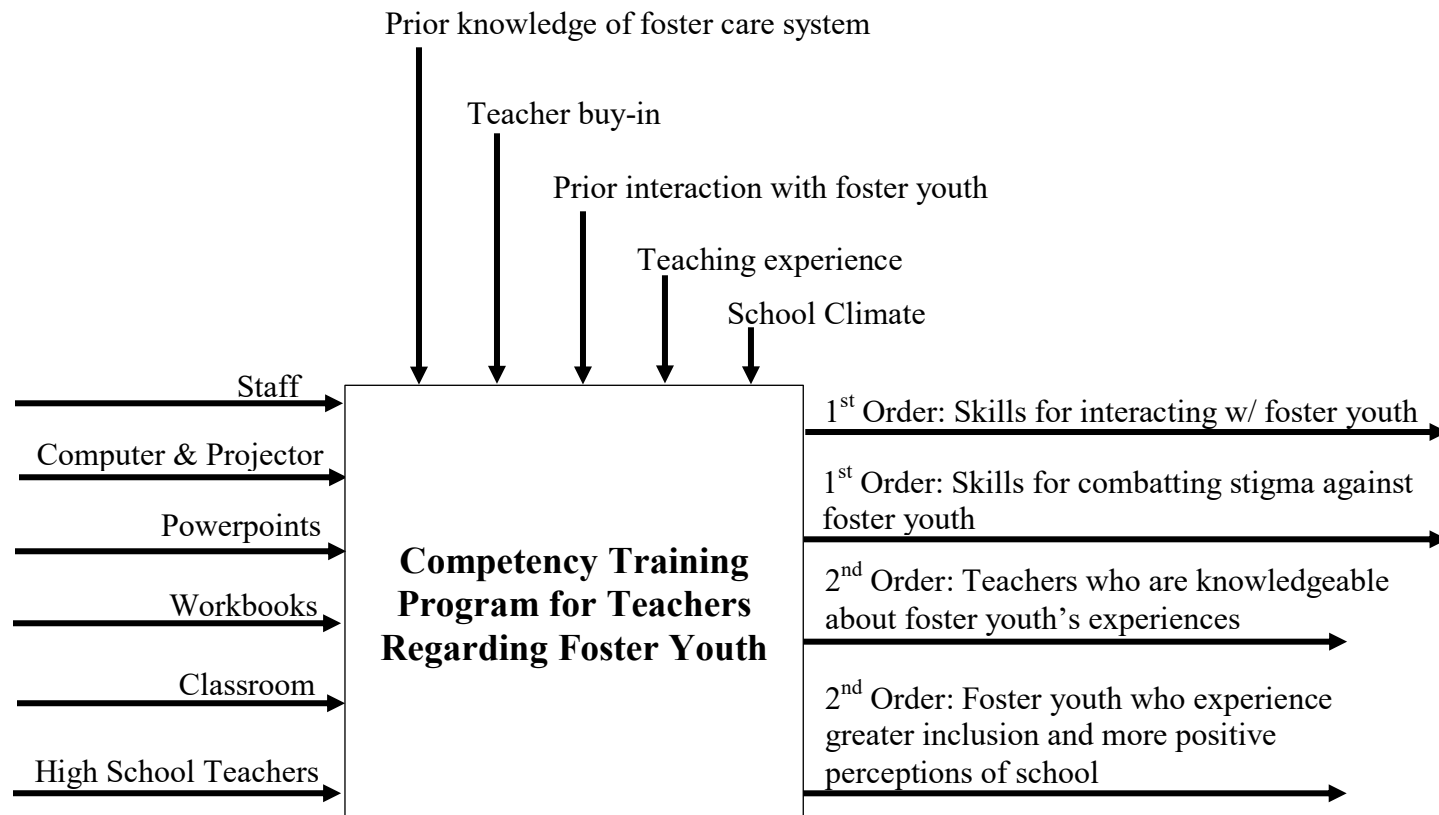 Prior knowledge of foster care system
Teacher buy-in
Prior interaction with foster youth
Teaching experience
School Climate
Staff
Computer & Projector
Powerpoints
Workbooks
Classroom
High School Teachers
Competency Training
Program for Teachers
Regarding Foster Youth
1st Order: Skills for interacting w/ foster youth
1st Order: Skills for combatting stigma against
foster youth
2nd Order: Teachers who are knowledgeable
about foster youth’s experiences
2nd Order: Foster youth who experience
greater inclusion and more positive
perceptions of school